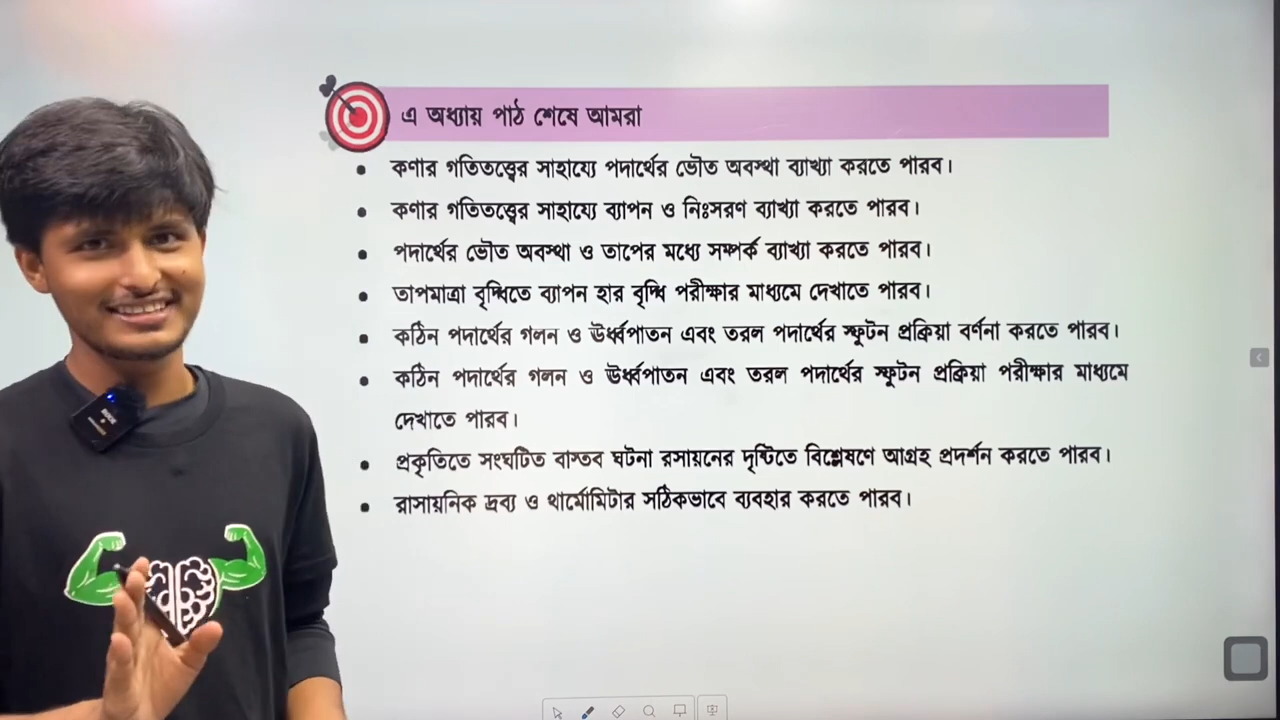 এ অধ্যায় পাঠ শেষে আমরা
• কণার গতিতত্ত্বের সাহায্যে পদার্থের ভৌত অবস্থা ব্যাখ্যা করতে পারব।
• কণার গতিতত্ত্বের সাহায্যে ব্যাপন ও নিঃসরণ ব্যাখ্যা করতে পারব।
• পদার্থের ভৌত অবস্থা ও তাপের মধ্যে সম্পর্ক ব্যাখ্যা করতে পারব।
• তাপমাত্রা বৃদ্ধিতে ব্যাপন হার বৃদ্ধি পরীক্ষার মাধ্যমে দেখাতে পারব।
• কঠিন পদার্থের গলন ও ঊর্ধ্বপাতন এবং তরল পদার্থের স্ফুটন প্রক্রিয়া বর্ণনা করতে পারব।
• কঠিন পদার্থের গলন ও ঊর্ধ্বপাতন এবং তরল পদার্থের স্ফুটন প্রক্রিয়া পরীক্ষার মাধ্যমে
দেখাতে পারব।
• প্রকৃতিতে সংঘটিত বাস্তব ঘটনা রসায়নের দৃষ্টিতে বিশ্লেষণে আগ্রহ প্রদর্শন করতে পারব।
• রাসায়নিক দ্রব্য ও থার্মোমিটার সঠিকভাবে ব্যবহার করতে পারব।